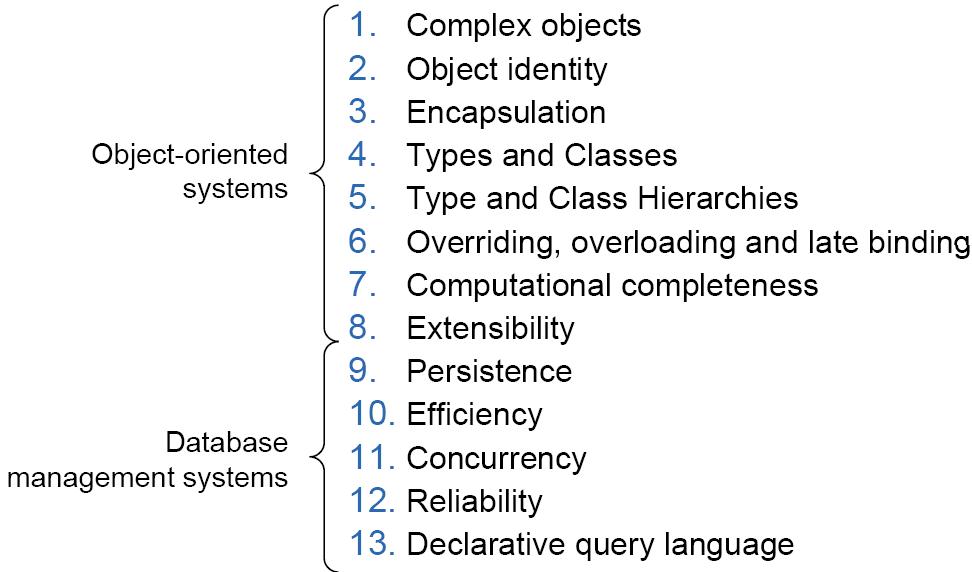 Object-oriented
systems
1. Complex objects
2. Object identity
3. Encapsulation
4. Types and Classes
5. Type and Class Hierarchies
6. Overriding, overloading and late binding
7. Computational completeness
8. Extensibility
Database
management systems
9. Persistence
10. Efficiency
11. Concurrency
12. Reliability
13. Declarative query language